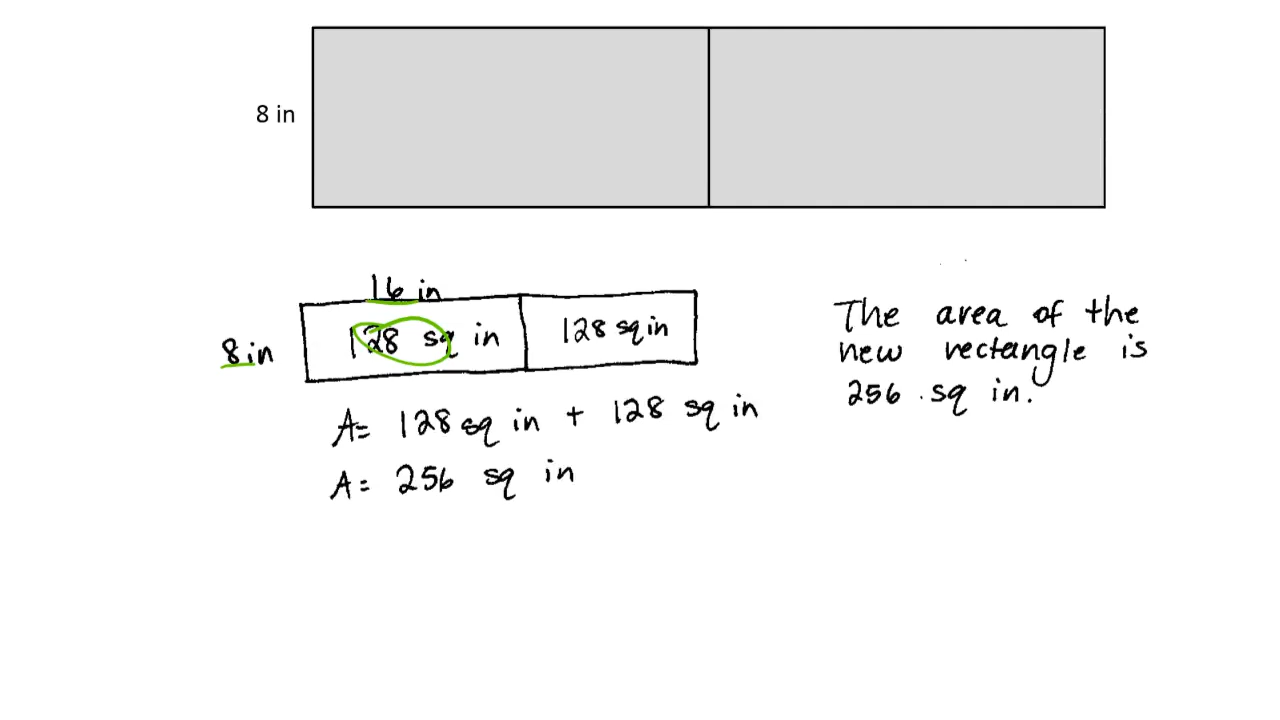 8 in
16 in
8 in
128 sq in
128 sq in
A= 128 sq in + 128 sq in
A= 256 sq in
The area of the
new rectangle is
256 sq in.